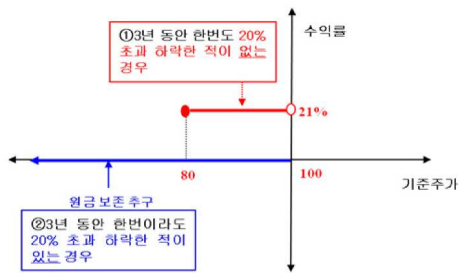 수익률
①3년 동안 한번도 20%
초과 하락한 적이 없는
경우
21%
80
100
기준주가
원금 보존 추구
②3년 동안 한번이라도
20% 초과 하락한 적이
있는 경우